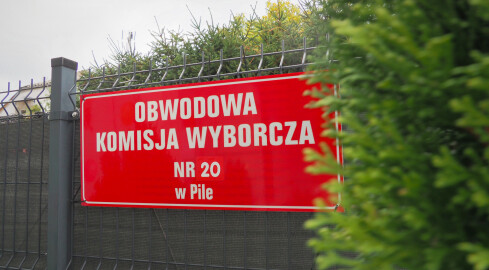 OBWODOWA
KOMISJA WYBORCZA
NR 20
w Pile